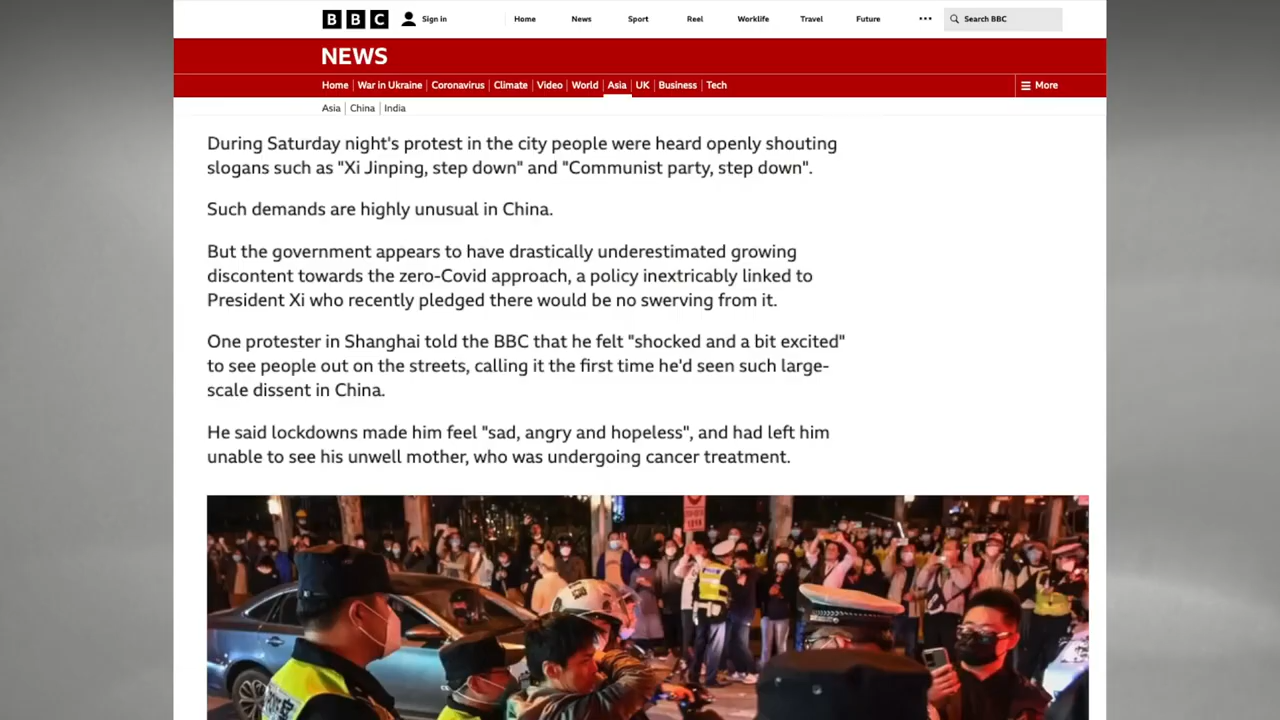 BBC Sign in Home News Sport Reel Worklife Travel Future ... Search BBC
NEWS
Home War in Ukraine Coronavirus Climate Video World Asia UK Business Tech More
Asia China India
During Saturday night's protest in the city people were heard openly shouting
slogans such as "Xi Jinping, step down" and "Communist party, step down".
Such demands are highly unusual in China.
But the government appears to have drastically underestimated growing
discontent towards the zero-Covid approach, a policy inextricably linked to
President Xi who recently pledged there would be no swerving from it.
One protester in Shanghai told the BBC that he felt "shocked and a bit excited"
to see people out on the streets, calling it the first time he'd seen such large-
scale dissent in China.
He said lockdowns made him feel "sad, angry and hopeless", and had left him
unable to see his unwell mother, who was undergoing cancer treatment.